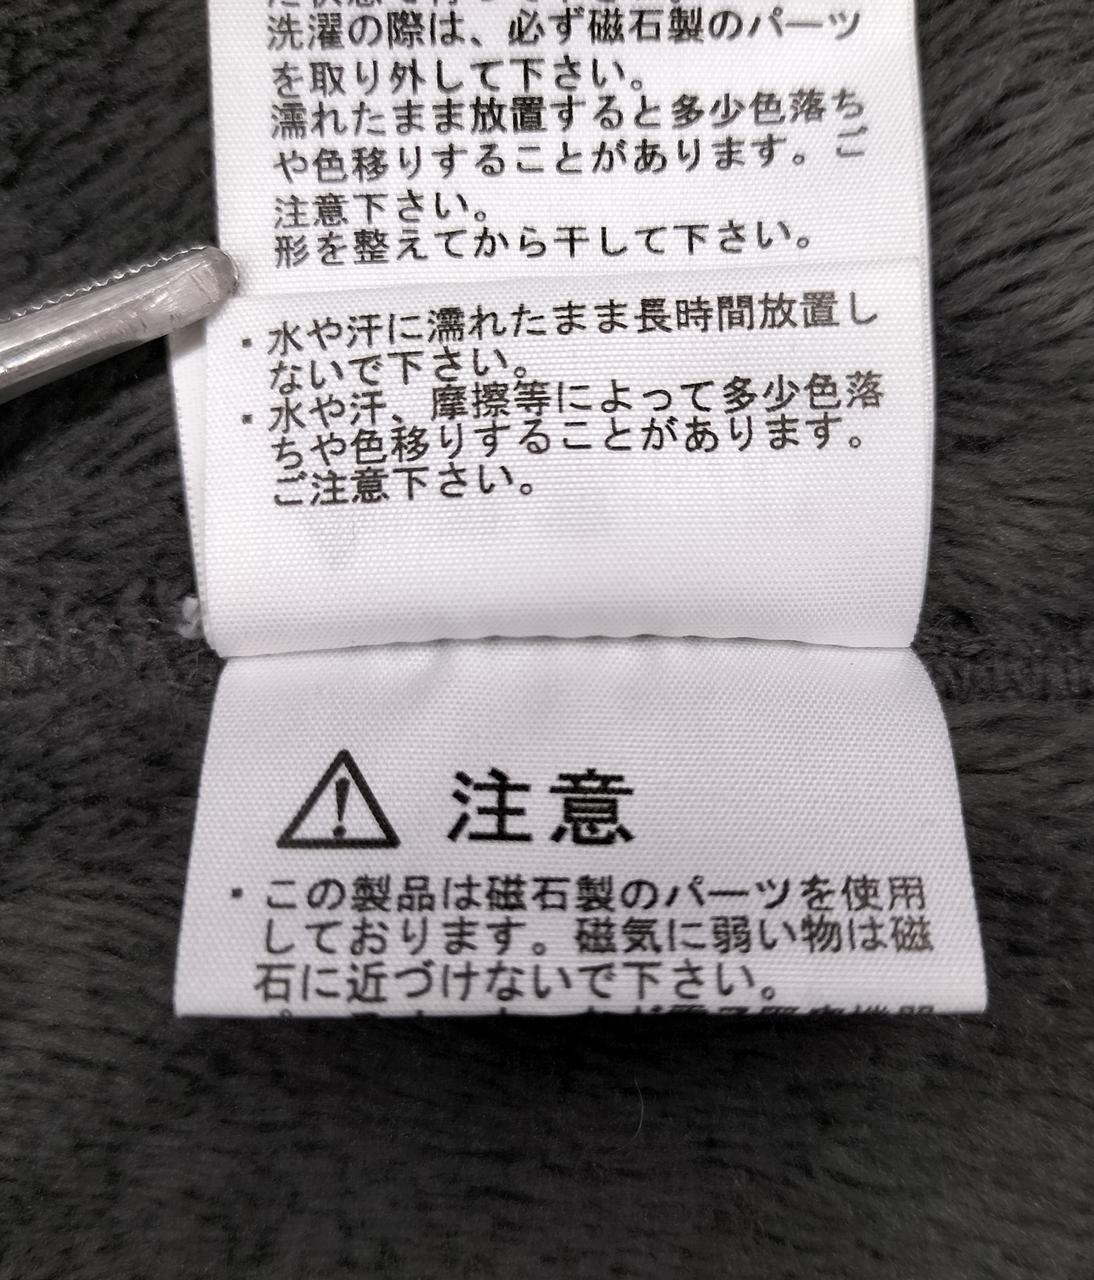 洗濯の際は、必ず磁石製のパーツ
を取り外して下さい。
濡れたまま放置すると多少色落ち
や色移りすることがあります。ご
注意下さい。
形を整えてから干して下さい。
・水や汗に濡れたまま長時間放置し
ないで下さい。
・水や汗、摩擦等によって多少色落
ちや色移りすることがあります。
ご注意下さい。
注意
・この製品は磁石製のパーツを使用
しております。磁気に弱い物は磁
石に近づけないで下さい。